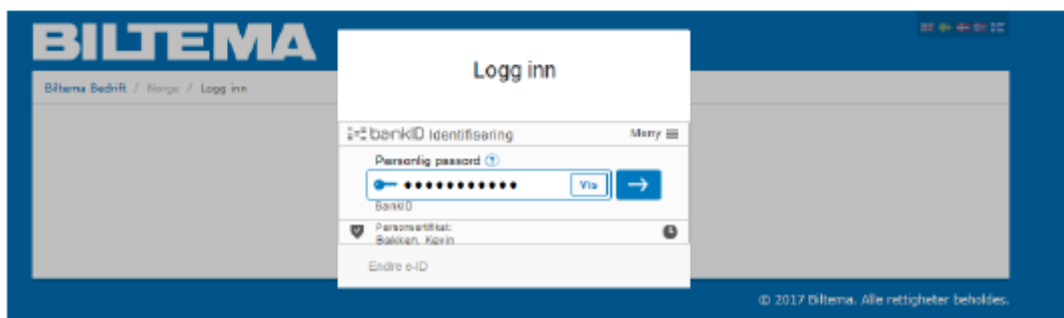 BILTEMA
Biltema Bedrift / Norge / Logg inn
Logg inn
bankID Identifisering
Meny
Personlig passord ?
•••••••••••
Vis
BankID
Personsertifikat:
Bakken, Kevin
Endre e-ID
© 2017 Biltema. Alle rettigheter beholdes.